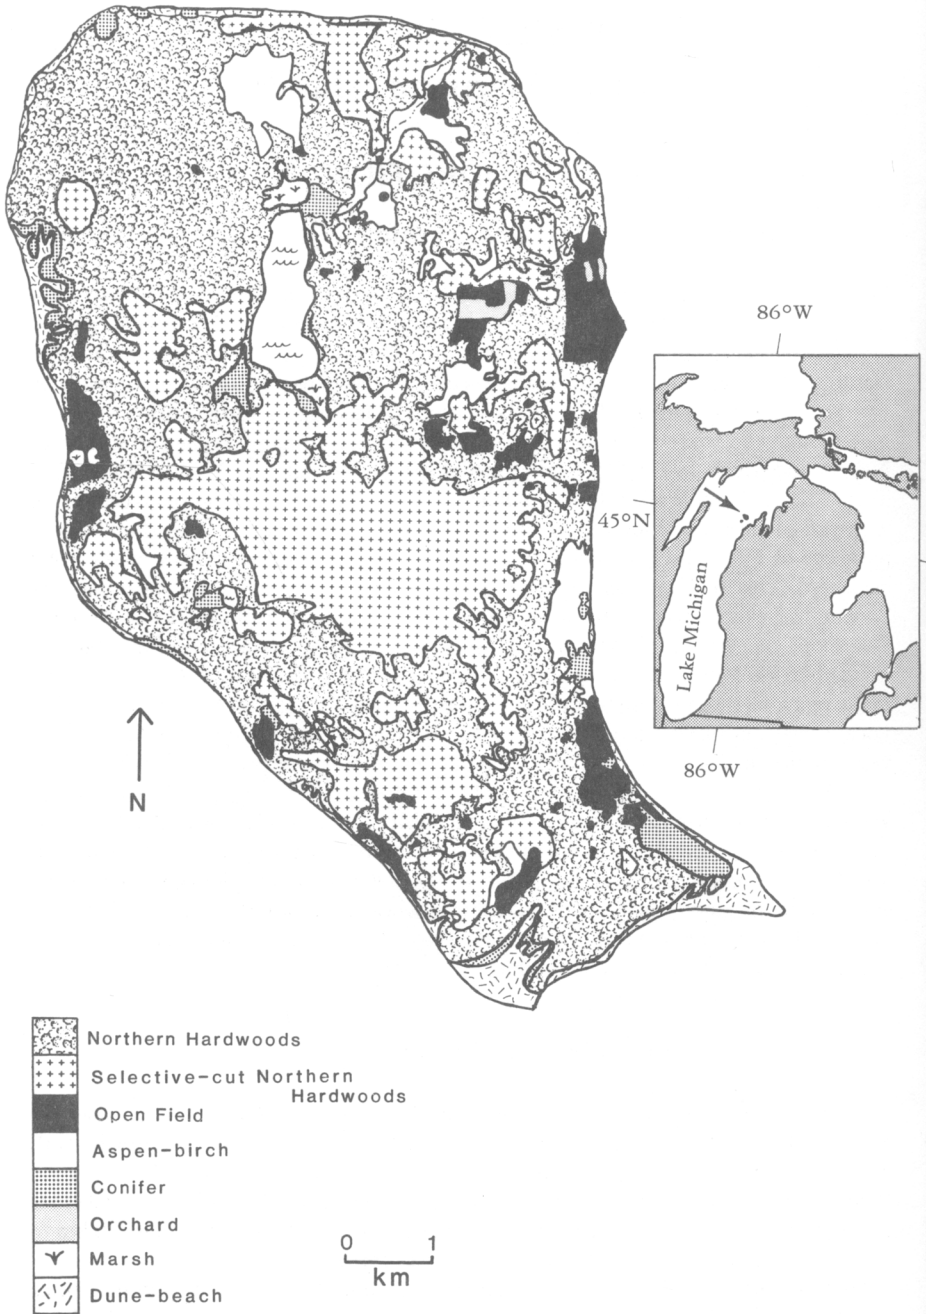 86°W
45°N
Lake Michigan
86°W
N
Northern Hardwoods
Selective-cut Northern
Hardwoods
Open Field
Aspen-birch
Conifer
Orchard
Marsh
Dune-beach
0 1
km